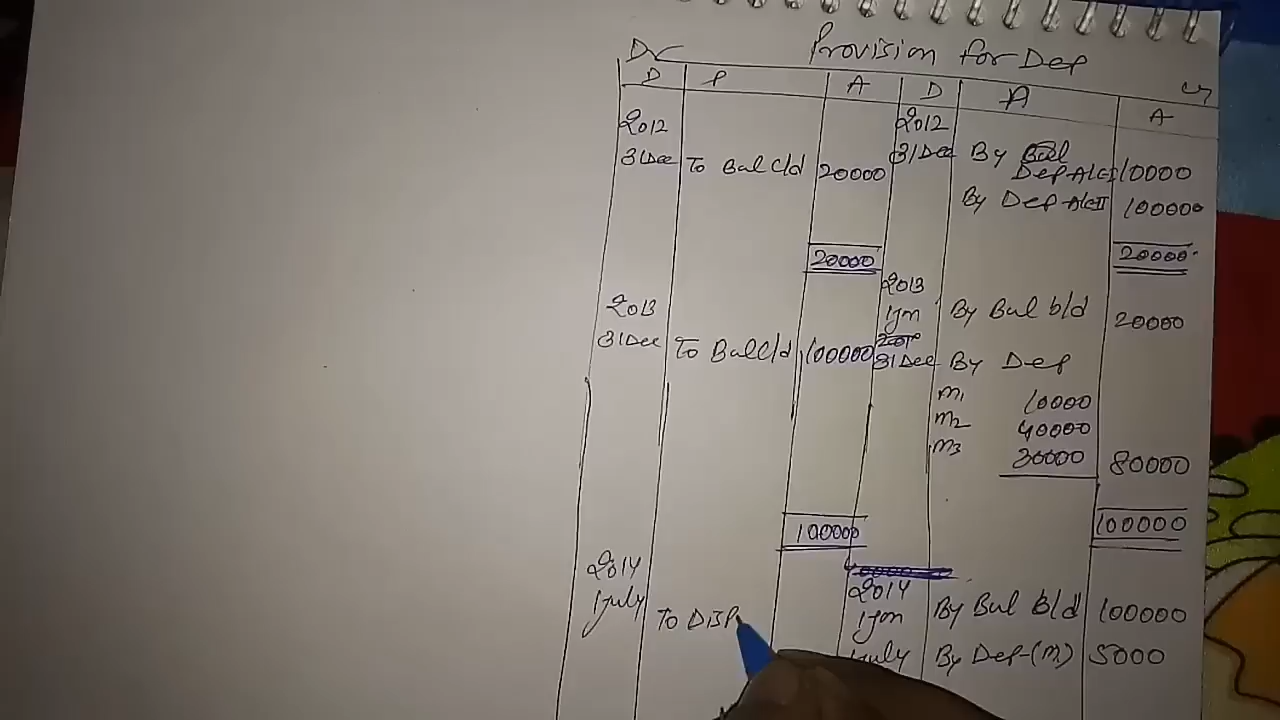 Dr Provision for Dep Cr
D P A D A A
2012 2012
31Dec To Bal C/d 20000 31Dec By
Dep A/c I 10000
By Dep A/c II 100000
20000 20000
2013 2013
1Jan By Bal b/d 20000
31Dec To Bal C/d 100000 31Dec By Dep
m1 10000
m2 40000
m3 30000 80000
100000 100000
2014 2014
1July 1Jan By Bal B/d 100000
To DISP July By Dep-(m1) 5000